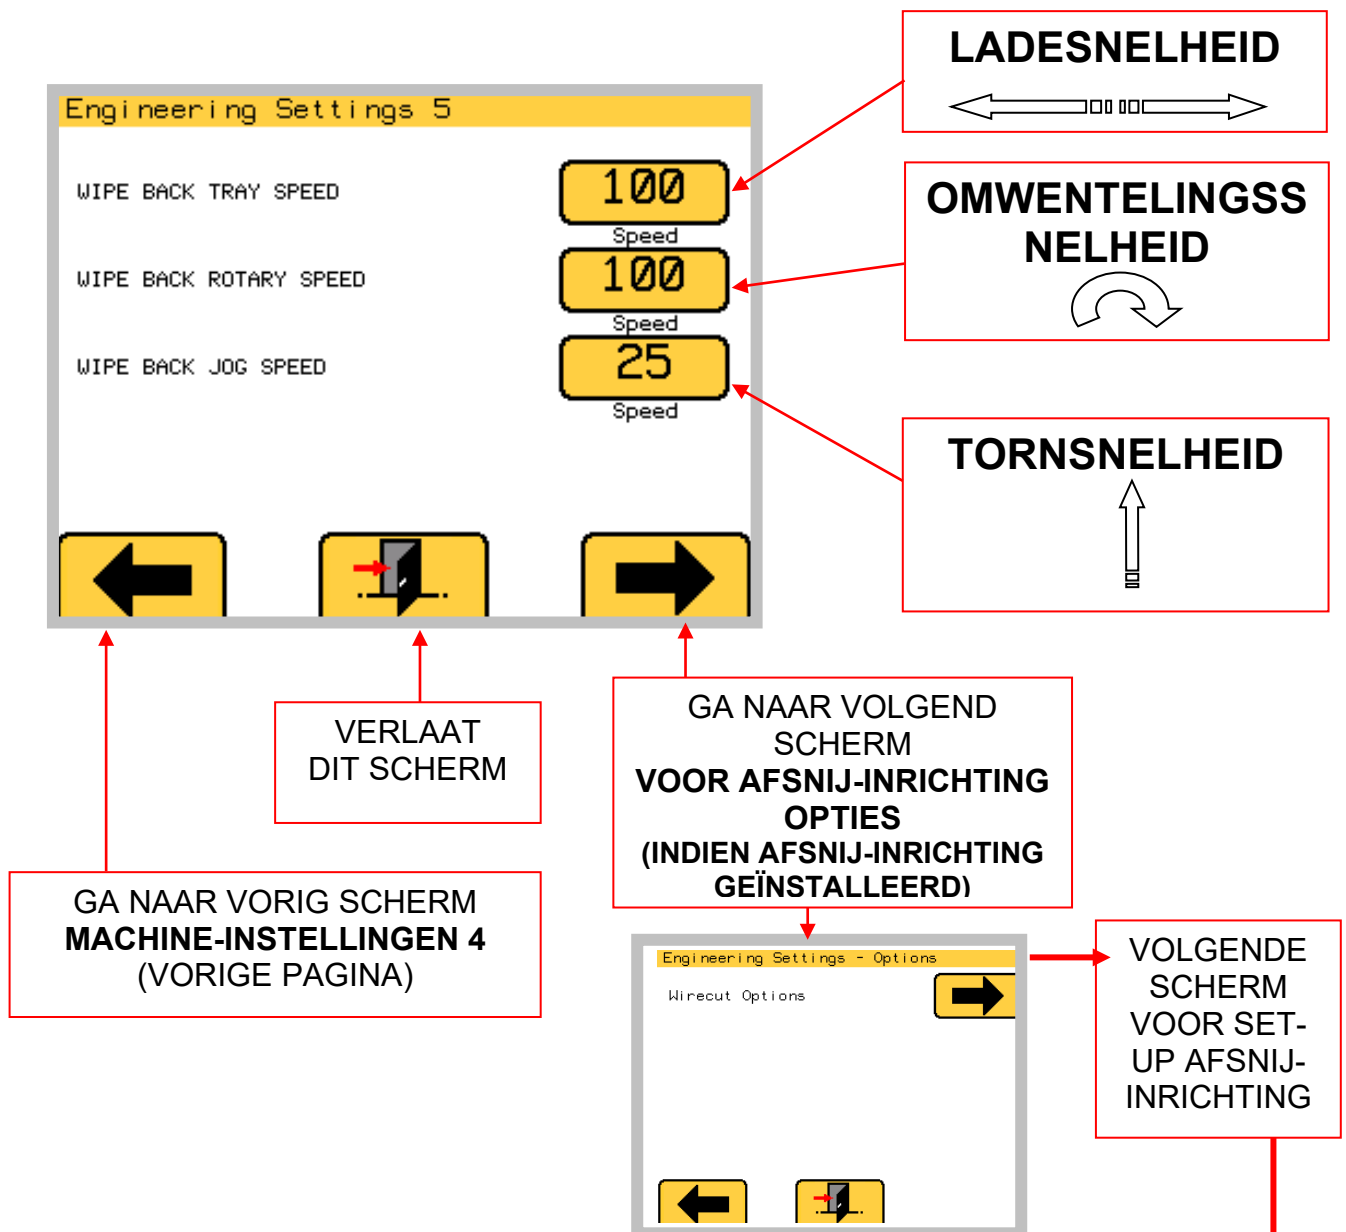 LADESNELHEID
Engineering Settings 5
WIPE BACK TRAY SPEED
100
Speed
OMWENTELINGSS
NELHEID
WIPE BACK ROTARY SPEED
100
Speed
WIPE BACK JOG SPEED
25
Speed
TORNSNELHEID
VERLAAT
DIT SCHERM
GA NAAR VOLGEND
SCHERM
VOOR AFSNIJ-INRICHTING
OPTIES
(INDIEN AFSNIJ-INRICHTING
GEÏNSTALLEERD)
GA NAAR VORIG SCHERM
MACHINE-INSTELLINGEN 4
(VORIGE PAGINA)
Engineering Settings - Options
Wirecut Options
VOLGENDE
SCHERM
VOOR SET-
UP AFSNIJ-
INRICHTING